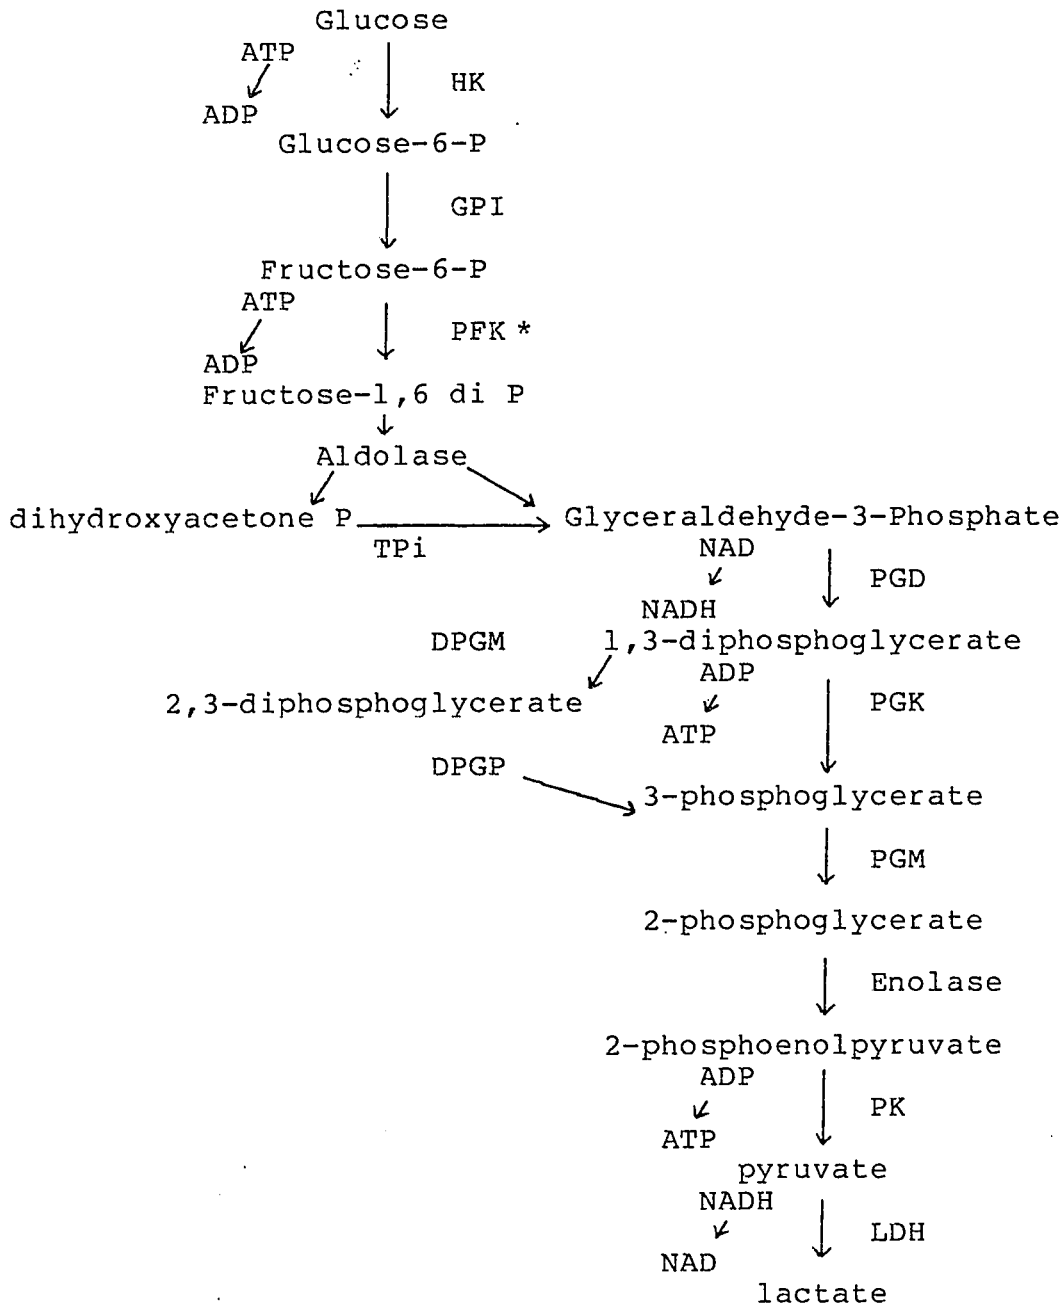 Glucose
ATP
HK
ADP
Glucose-6-P
GPI
Fructose-6-P
ATP
PFK *
ADP
Fructose-1,6 di P
Aldolase
dihydroxyacetone P
Glyceraldehyde-3-Phosphate
TPi
NAD
PGD
NADH
DPGM
1,3-diphosphoglycerate
ADP
2,3-diphosphoglycerate
PGK
ATP
DPGP
3-phosphoglycerate
PGM
2-phosphoglycerate
Enolase
2-phosphoenolpyruvate
ADP
PK
ATP
pyruvate
NADH
LDH
NAD
lactate